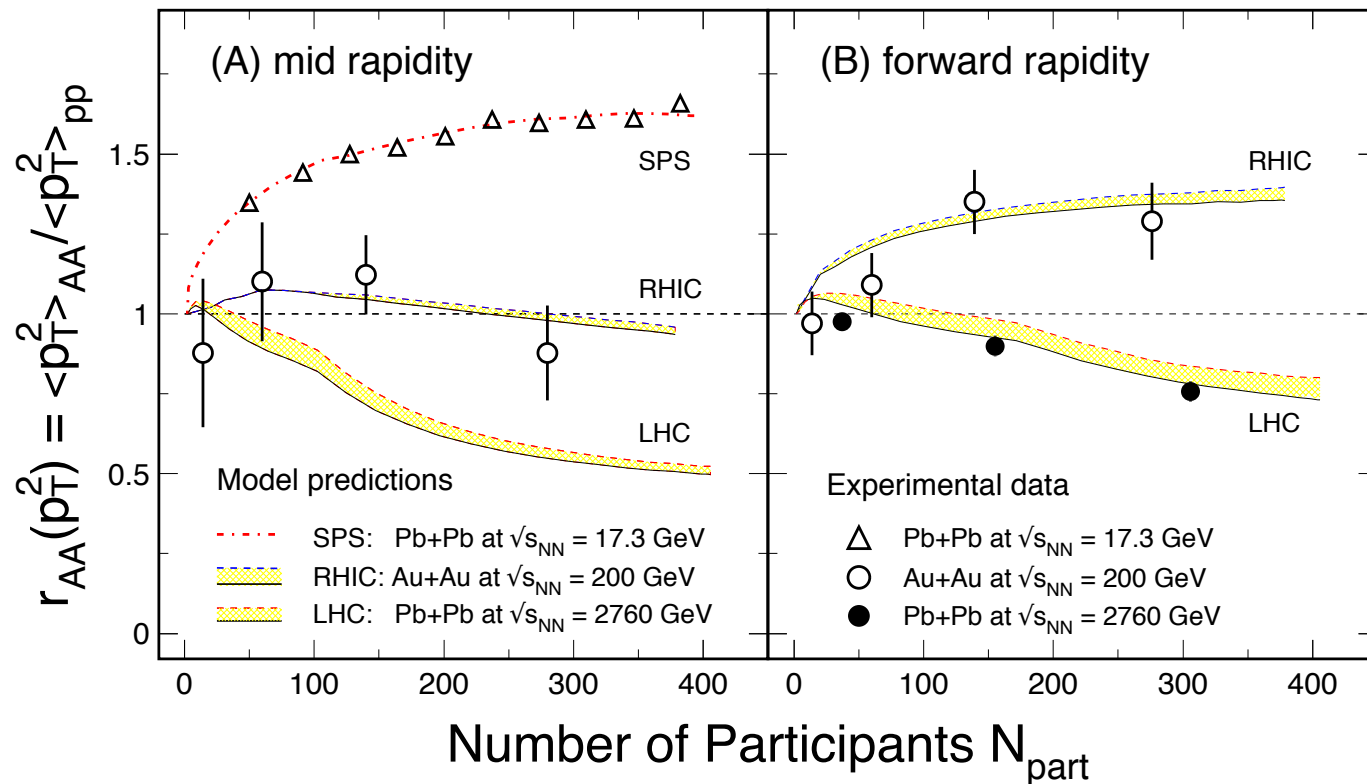 0 100 200 300 400
0 100 200 300 400
0
0.5
1
1.5
r_AA(p_T^2) = <p_T^2>_AA/<p_T^2>_pp
Number of Participants N_part
(A) mid rapidity
SPS
RHIC
LHC
Model predictions
SPS: Pb+Pb at √s_NN = 17.3 GeV
RHIC: Au+Au at √s_NN = 200 GeV
LHC: Pb+Pb at √s_NN = 2760 GeV
(B) forward rapidity
RHIC
LHC
Experimental data
Pb+Pb at √s_NN = 17.3 GeV
Au+Au at √s_NN = 200 GeV
Pb+Pb at √s_NN = 2760 GeV